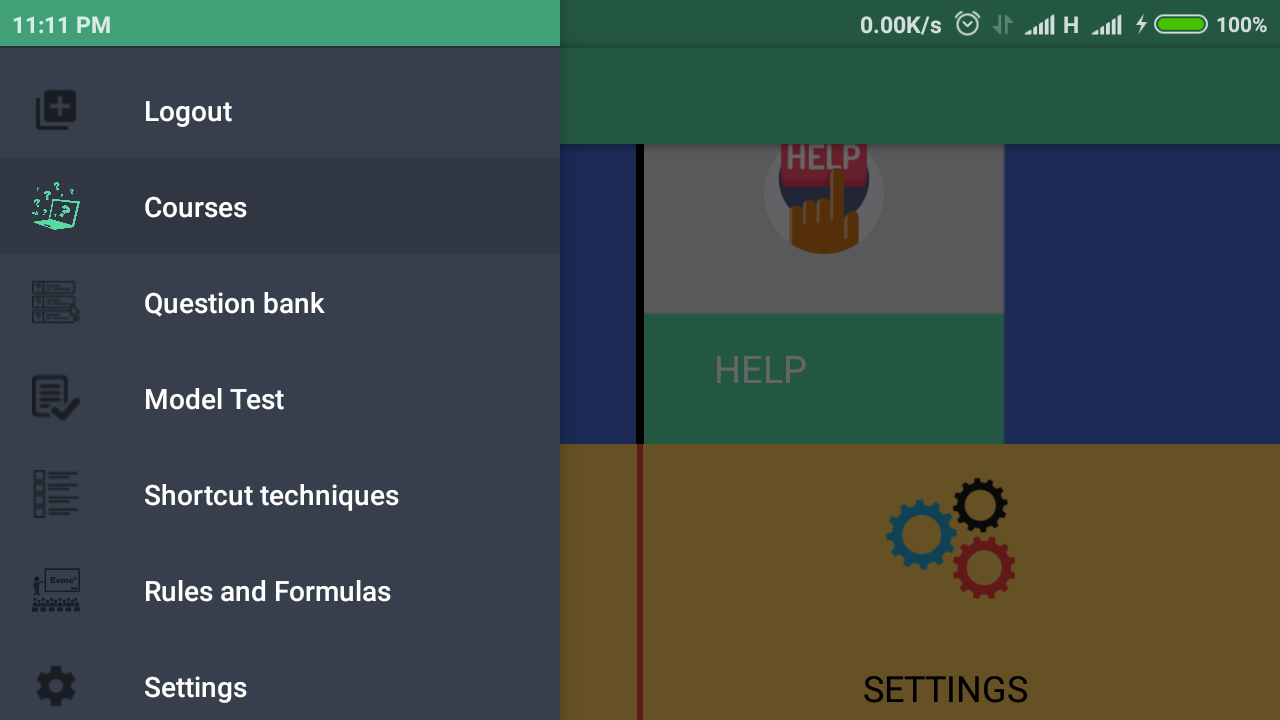 11:11 PM
0.00K/s H 100%
Logout
Courses
Question bank
Model Test
Shortcut techniques
Rules and Formulas
Settings
HELP
HELP
SETTINGS